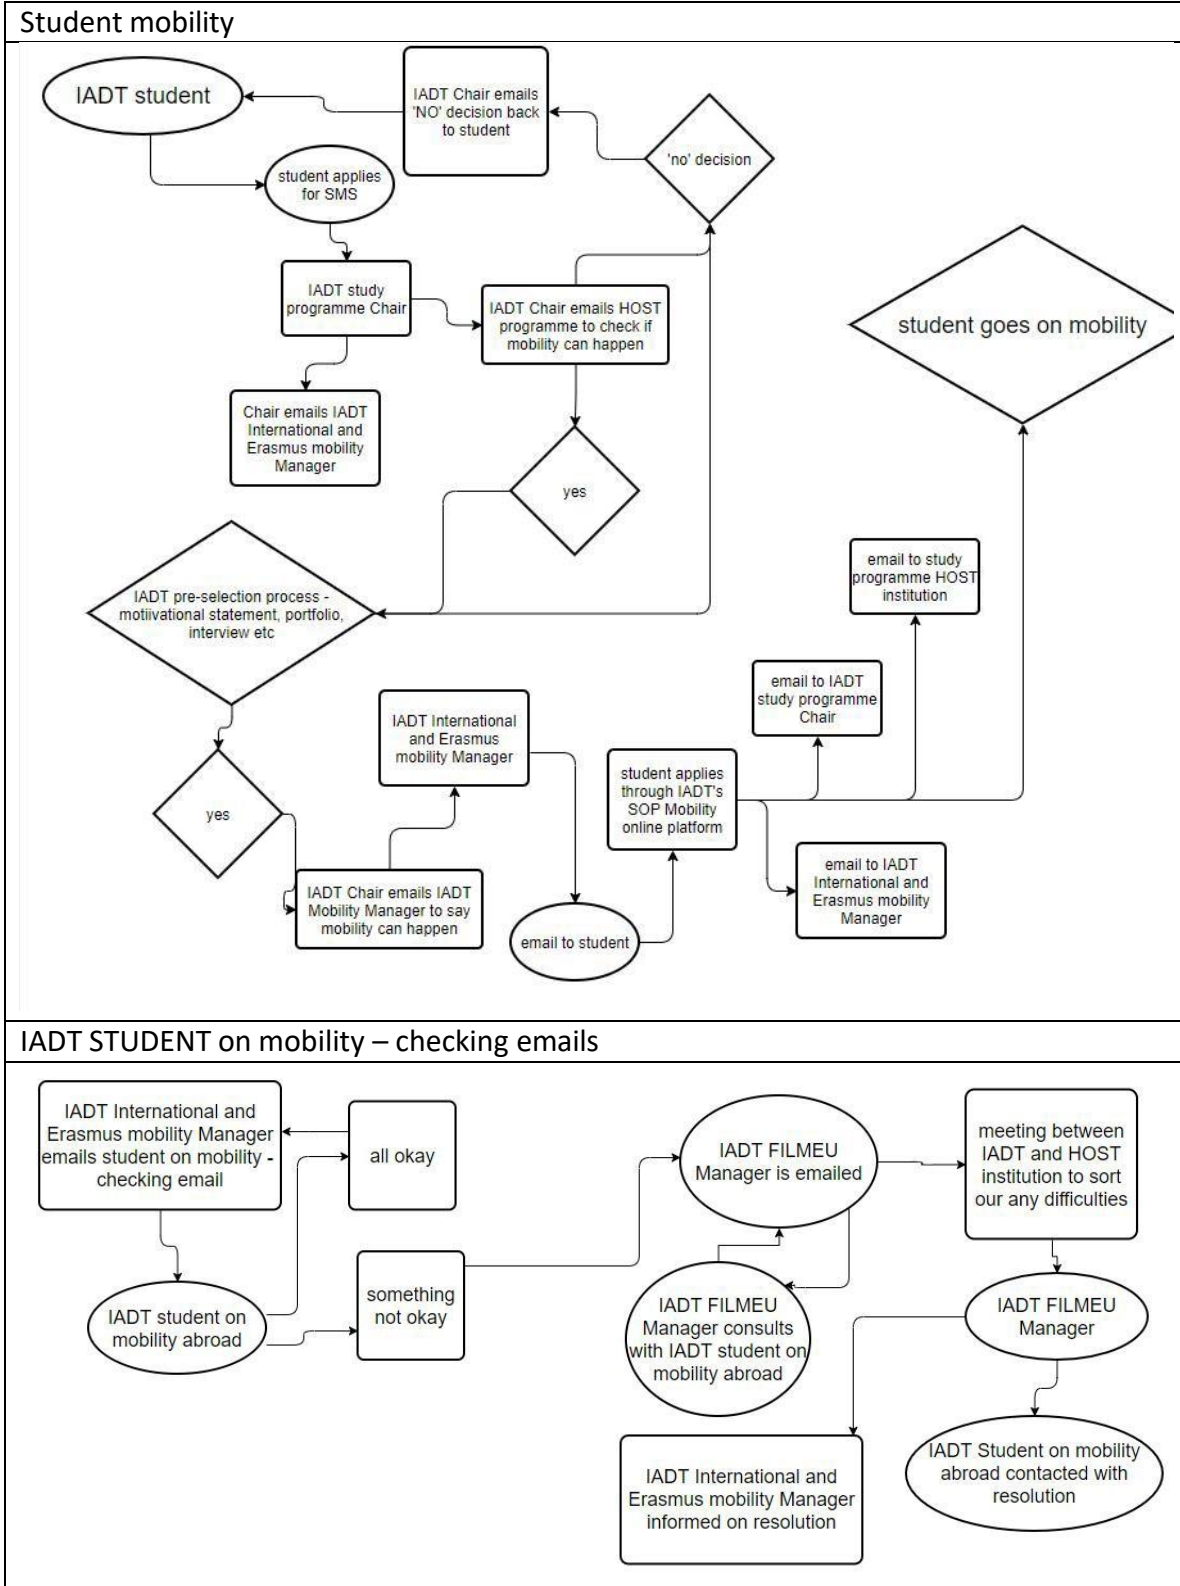 Student mobility
IADT student
IADT Chair emails
'NO' decision back
to student
'no' decision
student applies
for SMS
IADT study
programme Chair
IADT Chair emails HOST
programme to check if
mobility can happen
student goes on mobility
Chair emails IADT
International and
Erasmus mobility
Manager
yes
IADT pre-selection process -
motiivational statement, portfolio,
interview etc
email to study
programme HOST
institution
email to IADT
study programme
Chair
IADT International
and Erasmus
mobility Manager
student applies
through IADT's
SOP Mobility
online platform
yes
IADT Chair emails IADT
Mobility Manager to say
mobility can happen
email to student
email to IADT
International and
Erasmus mobility
Manager
IADT STUDENT on mobility – checking emails
IADT International and
Erasmus mobility Manager
emails student on mobility -
checking email
all okay
IADT FILMEU
Manager is emailed
meeting between
IADT and HOST
institution to sort
our any difficulties
IADT student on
mobility abroad
something
not okay
IADT FILMEU
Manager consults
with IADT student on
mobility abroad
IADT FILMEU
Manager
IADT International and
Erasmus mobility Manager
informed on resolution
IADT Student on mobility
abroad contacted with
resolution